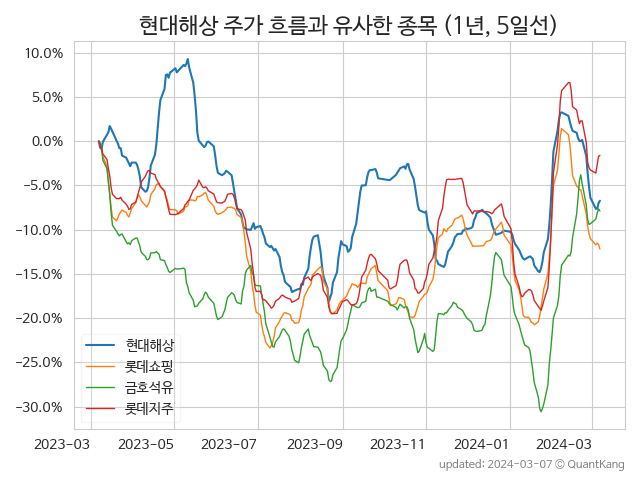 현대해상 주가 흐름과 유사한 종목 (1년, 5일선)
10.0%
5.0%
0.0%
−5.0%
−10.0%
−15.0%
−20.0%
−25.0%
−30.0%
현대해상
롯데쇼핑
금호석유
롯데지주
2023-03 2023-05 2023-07 2023-09 2023-11 2024-01 2024-03
updated: 2024-03-07 © QuantKang